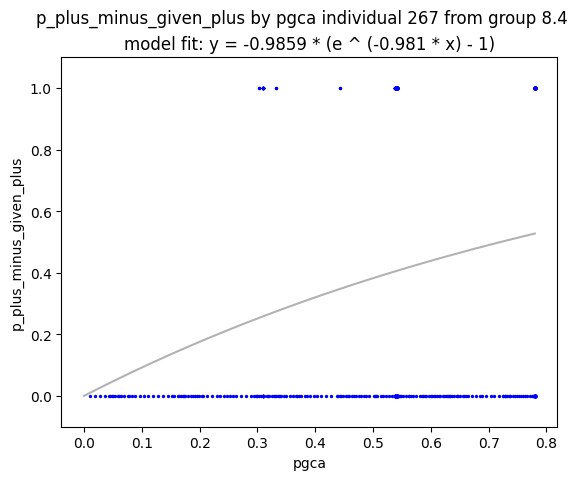 p_plus_minus_given_plus by pgca individual 267 from group 8.4
model fit: y = -0.9859 * (e ^ (-0.981 * x) - 1)
p_plus_minus_given_plus
1.0
0.8
0.6
0.4
0.2
0.0
0.0 0.1 0.2 0.3 0.4 0.5 0.6 0.7 0.8
pgca